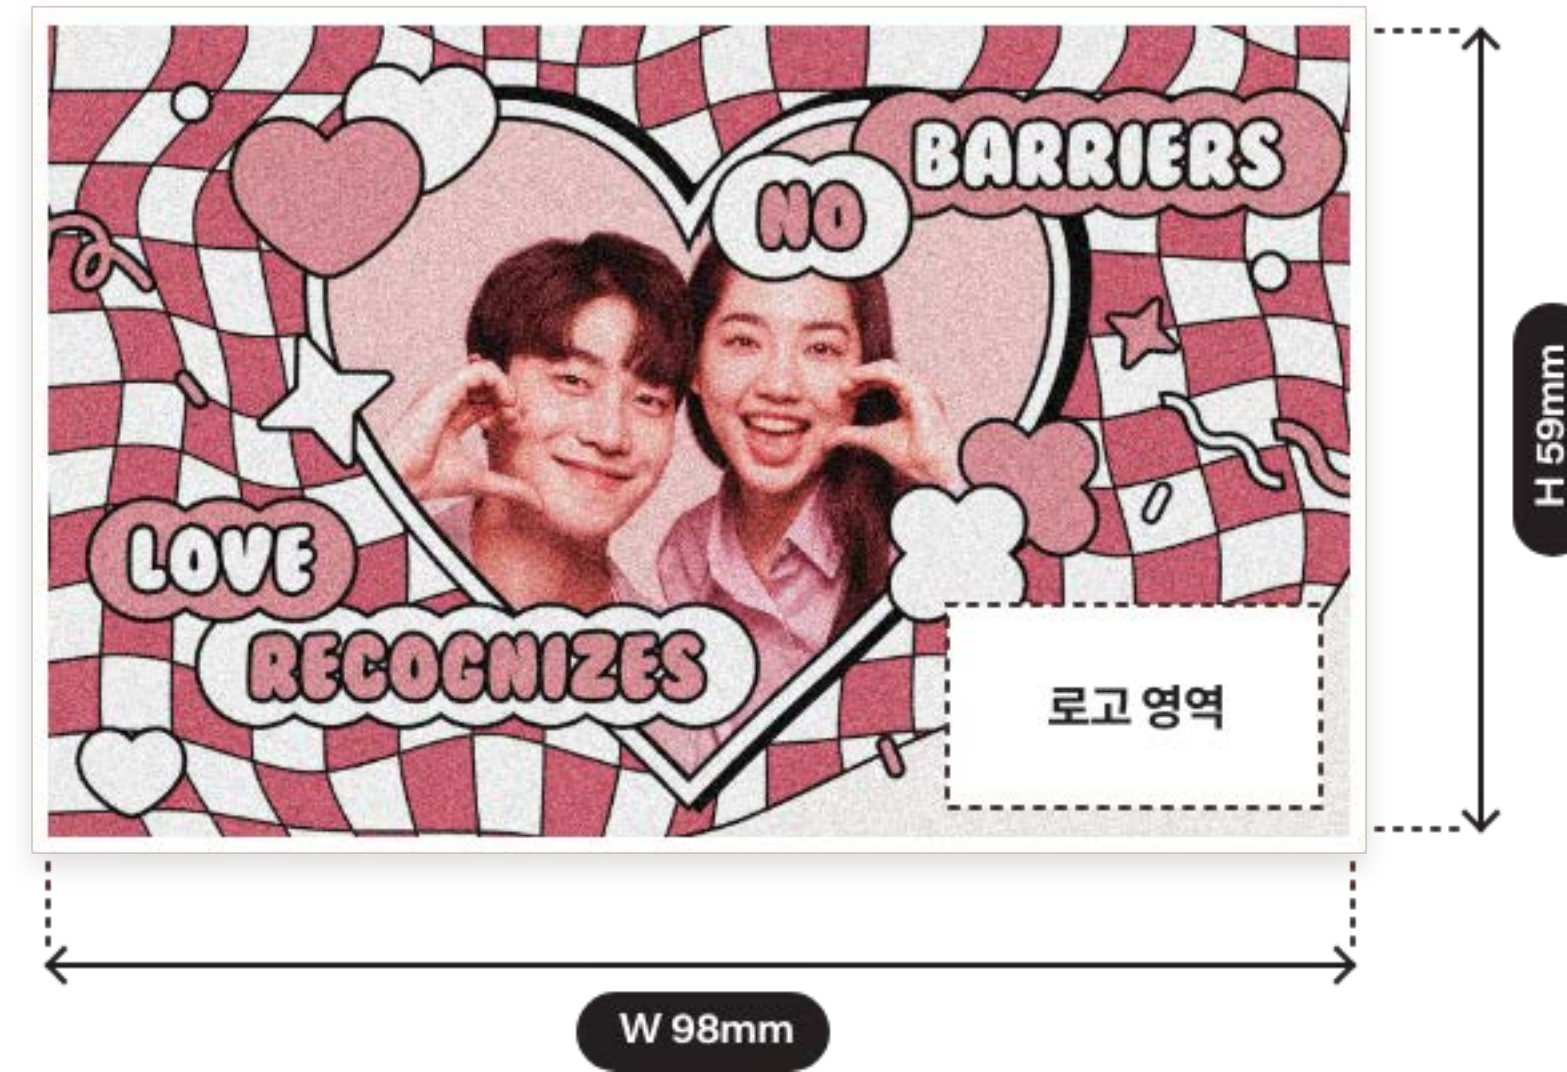 NO
BARRIERS
LOVE
RECOGNIZES
로고 영역
H 59mm
W 98mm